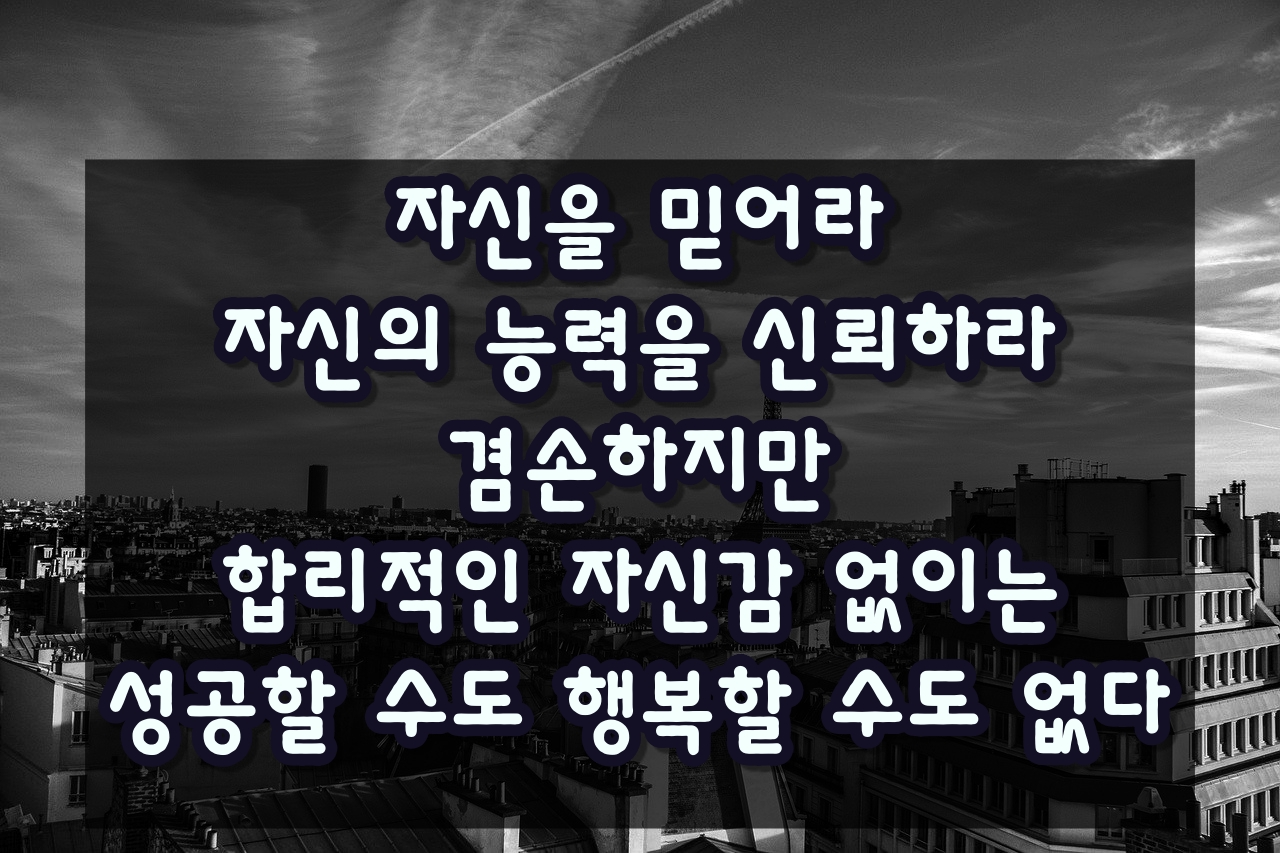 자신을 믿어라
자신의 능력을 신뢰하라
겸손하지만
합리적인 자신감 없이는
성공할 수도 행복할 수도 없다